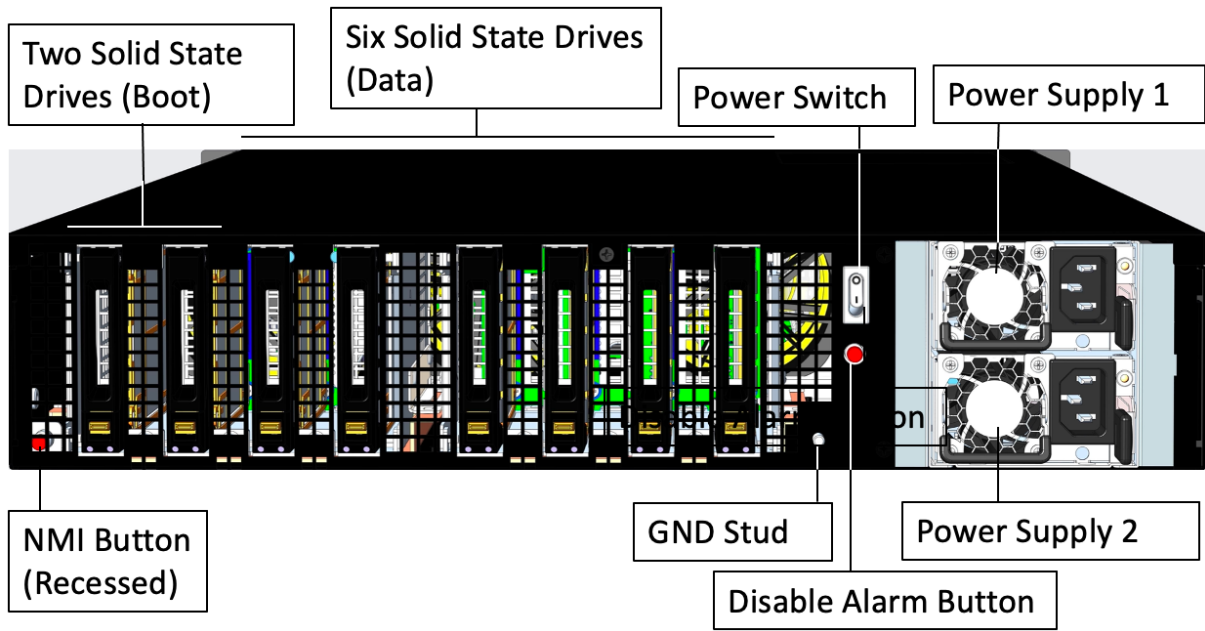 Two Solid State
Drives (Boot)
Six Solid State Drives
(Data)
Power Switch
Power Supply 1
NMI Button
(Recessed)
GND Stud
Power Supply 2
Disable Alarm Button